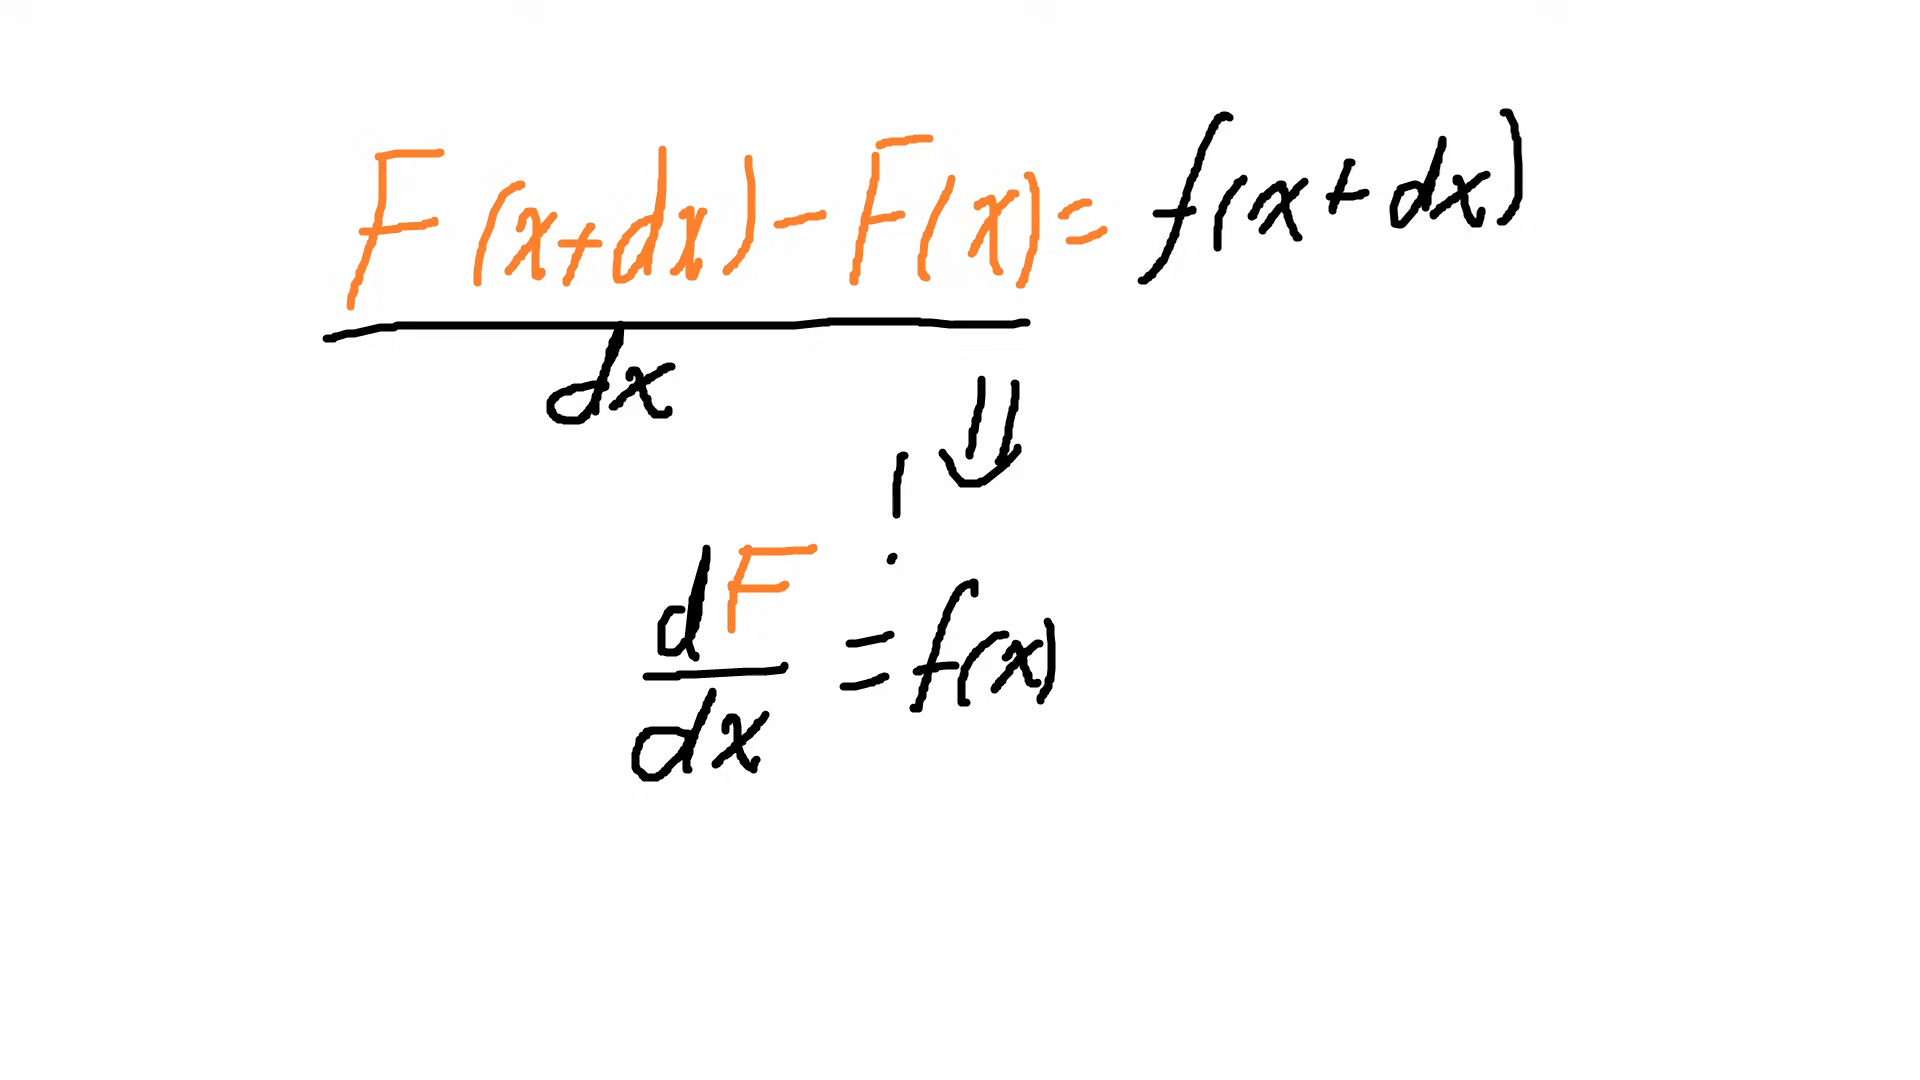 F(x+dx)-F(x)= f(x+dx)
dx
⇓
!
dF
= f(x)
dx